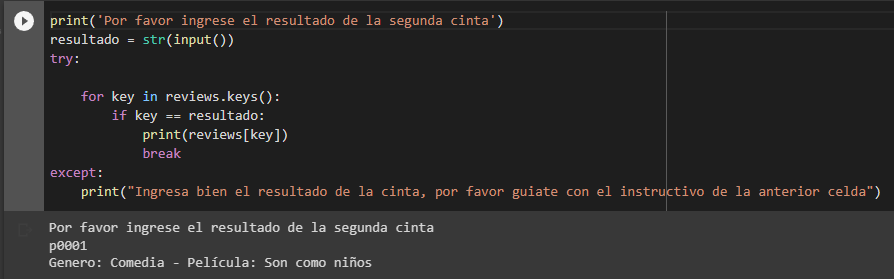 print('Por favor ingrese el resultado de la segunda cinta')
resultado = str(input())
try:
for key in reviews.keys():
if key == resultado:
print(reviews[key])
break
except:
print("Ingresa bien el resultado de la cinta, por favor guiate con el instructivo de la anterior celda")
Por favor ingrese el resultado de la segunda cinta
p0001
Genero: Comedia - Película: Son como niños